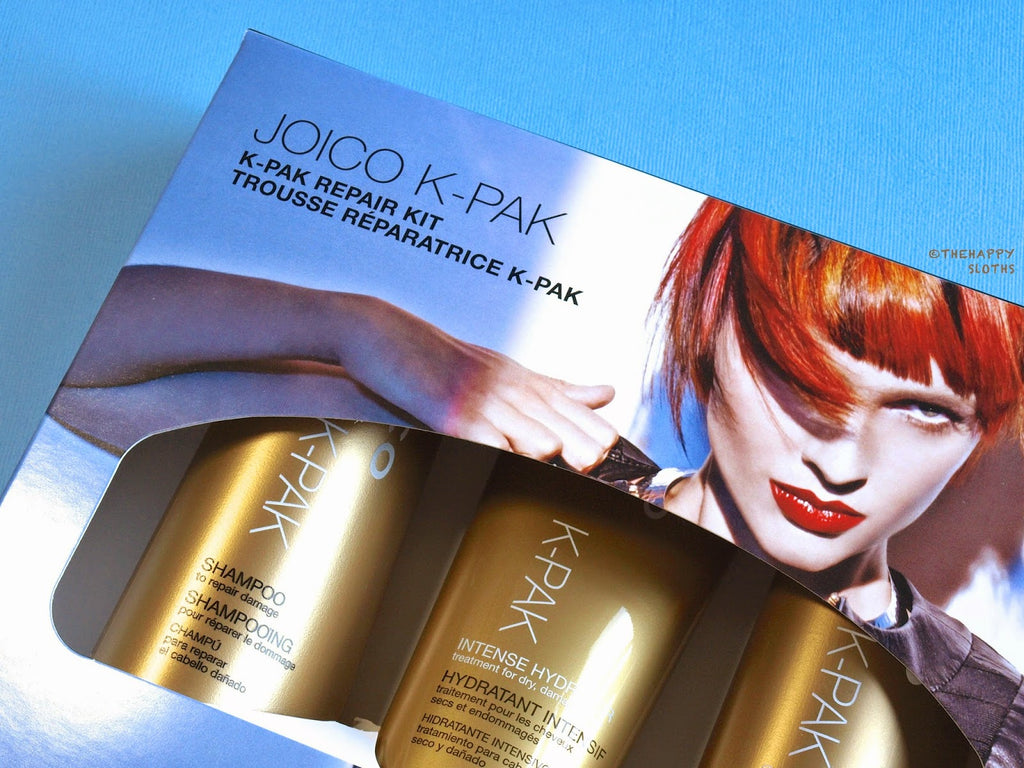 JOICO K-PAK
K-PAK REPAIR KIT
TROUSSE RÉPARATRICE K-PAK
©THEHAPPY
SLOTHS
K-PAK
SHAMPOO
to repair damage
SHAMPOOING
pour réparer le dommage
CHAMPÚ
para reparar
el cabello dañado
K-PAK
INTENSE
treatment for dry,
HYDRATANT INTENSIF
traitement pour les cheveux
secs et endommagés
HIDRATANTE INTENSIVO
tratamiento para
seco y dañado
K-PAK